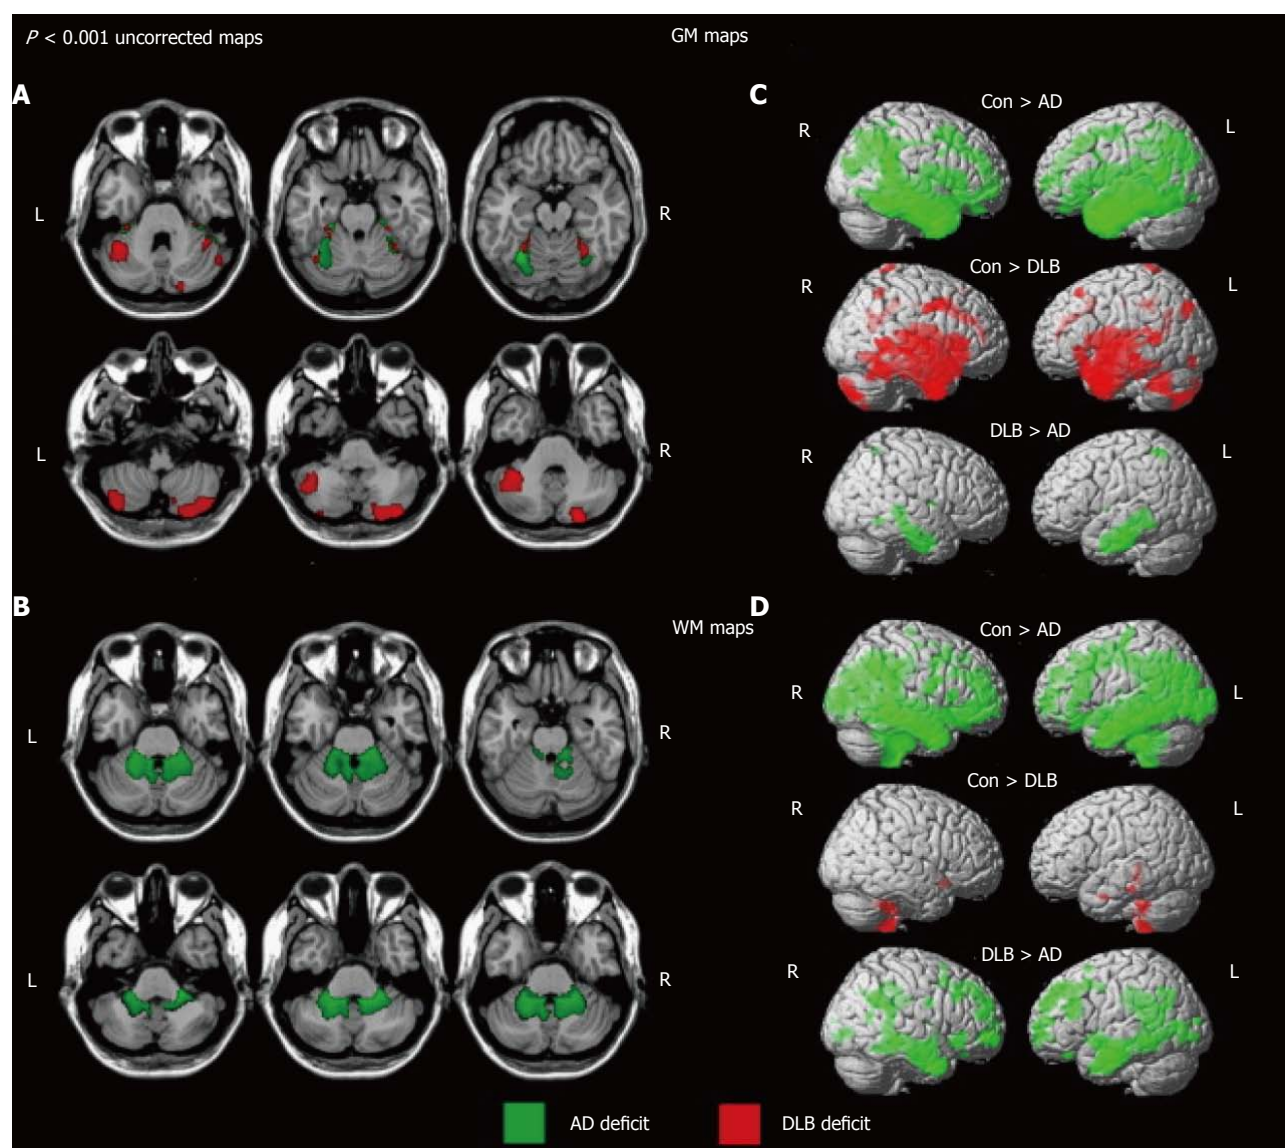 P < 0.001 uncorrected maps
GM maps
A
L
R
L
R
C
Con > AD
R
L
Con > DLB
R
L
DLB > AD
R
L
B
WM maps
L
R
L
R
D
Con > AD
R
L
Con > DLB
R
L
DLB > AD
R
L
AD deficit
DLB deficit